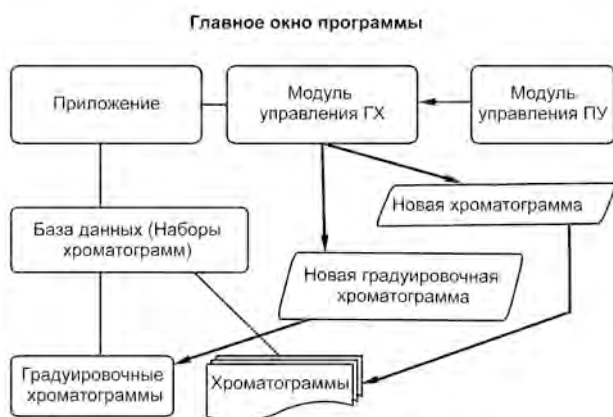 Главное окно программы
Приложение
Модуль
управления ГХ
Модуль
управления ПУ
Новая хроматограмма
База данных (Наборы
хроматограмм)
Новая градуировочная
хроматограмма
Градуировочные
хроматограммы
Хроматограммы